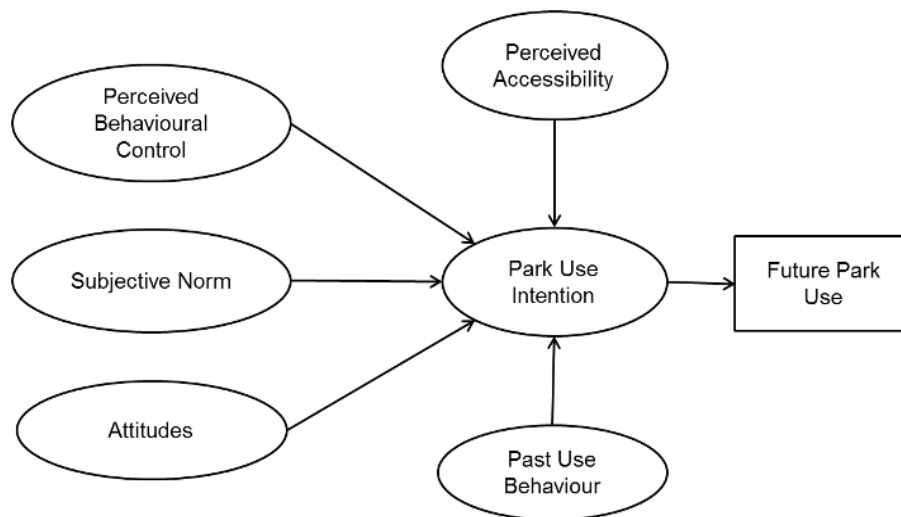 Perceived
Accessibility
Perceived
Behavioural
Control
Subjective Norm
Park Use
Intention
Future Park
Use
Attitudes
Past Use
Behaviour